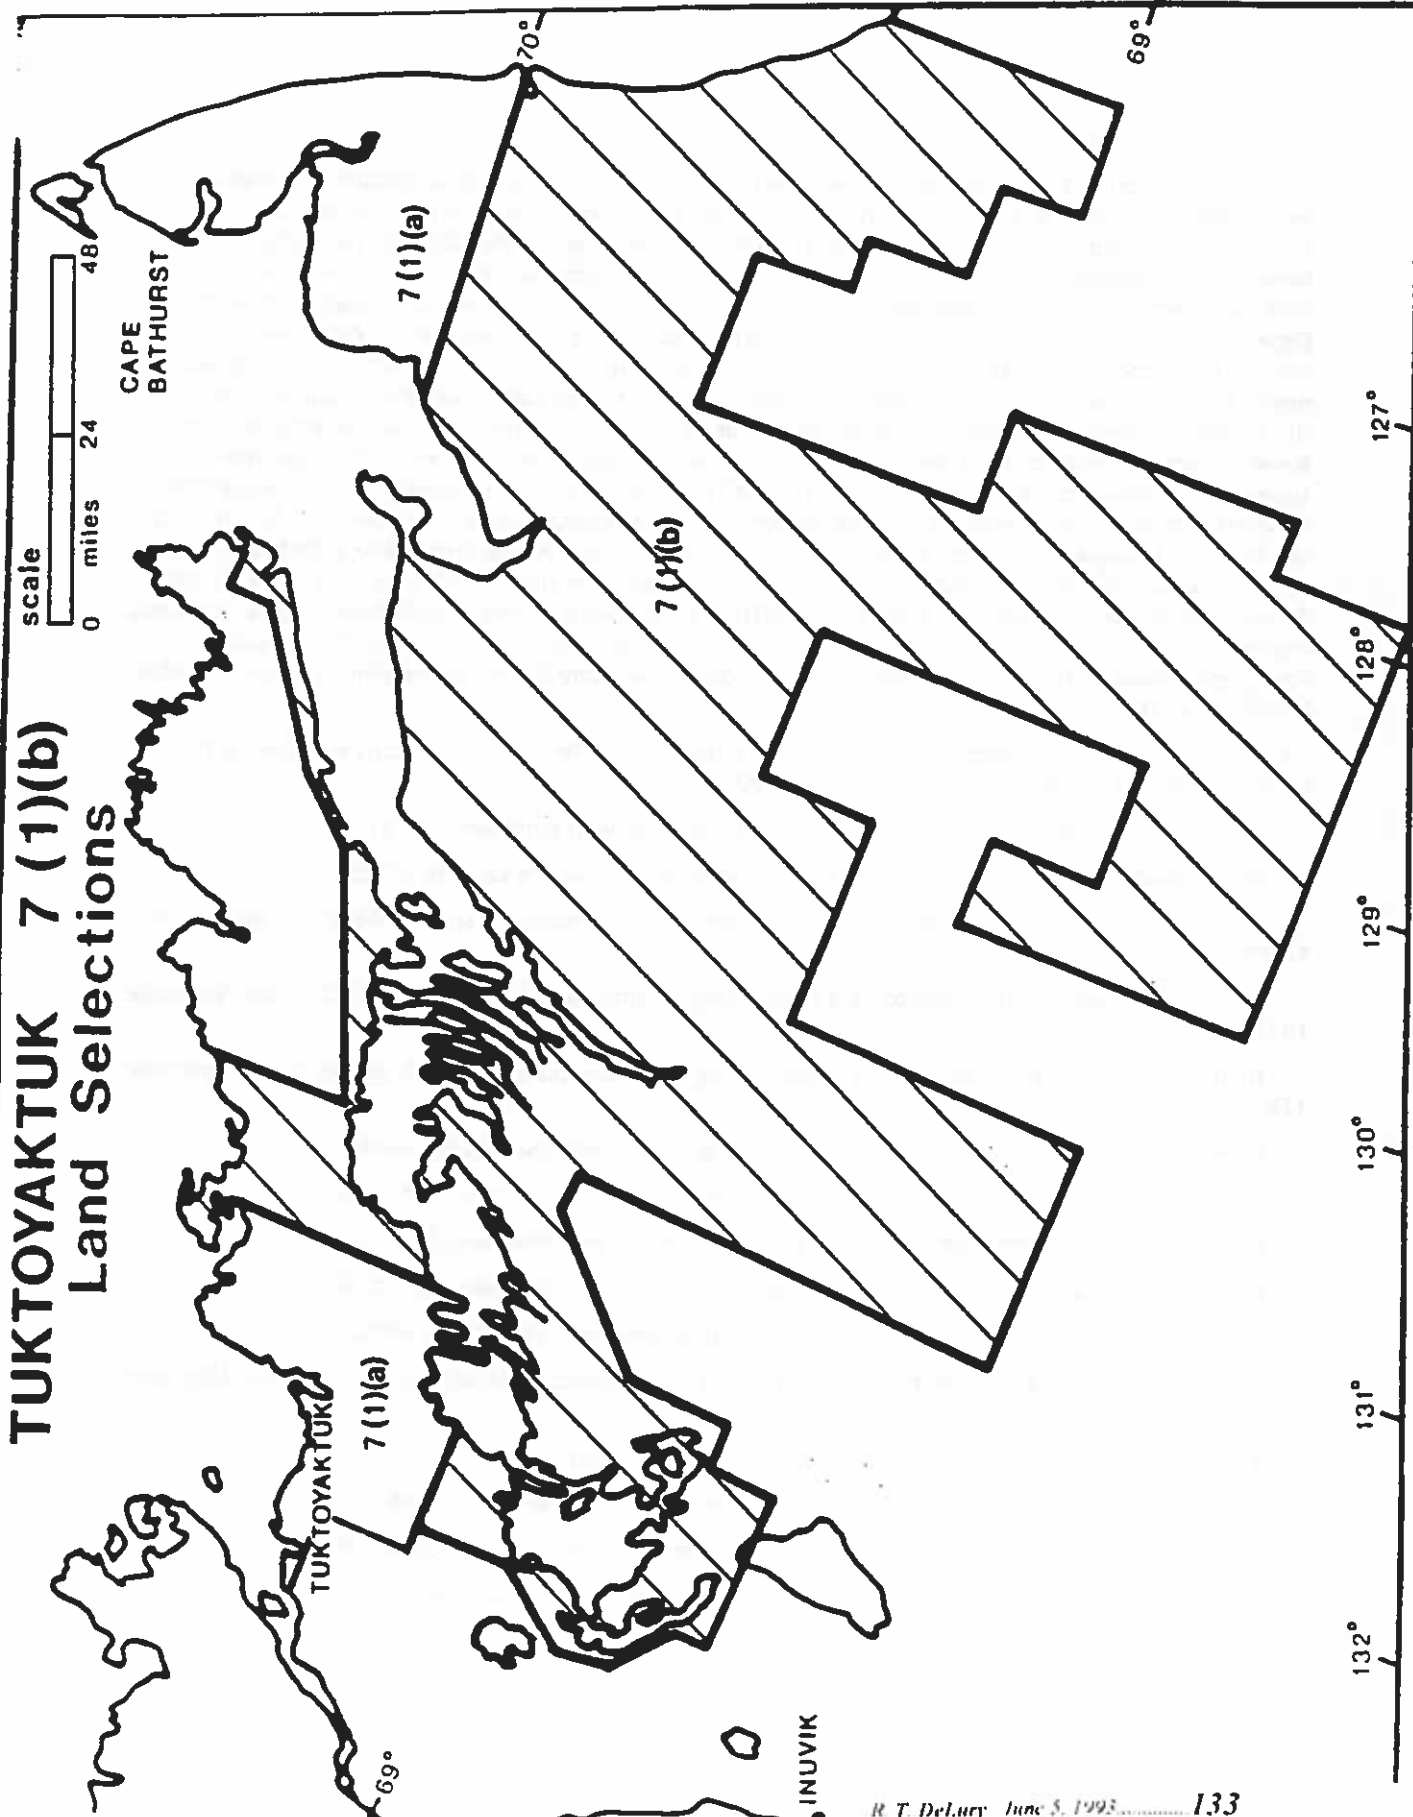 TUKTOYAKTUK 7 (1)(b)
Land Selections
scale
0 24 48
miles
CAPE
BATHURST
7 (1)(a)
7 (1)(b)
7 (1)(a)
TUKTOYAKTUK
INUVIK
70°
69°
69°
127°
128°
129°
130°
131°
132°
R. T. DeLury June 5, 1993 133